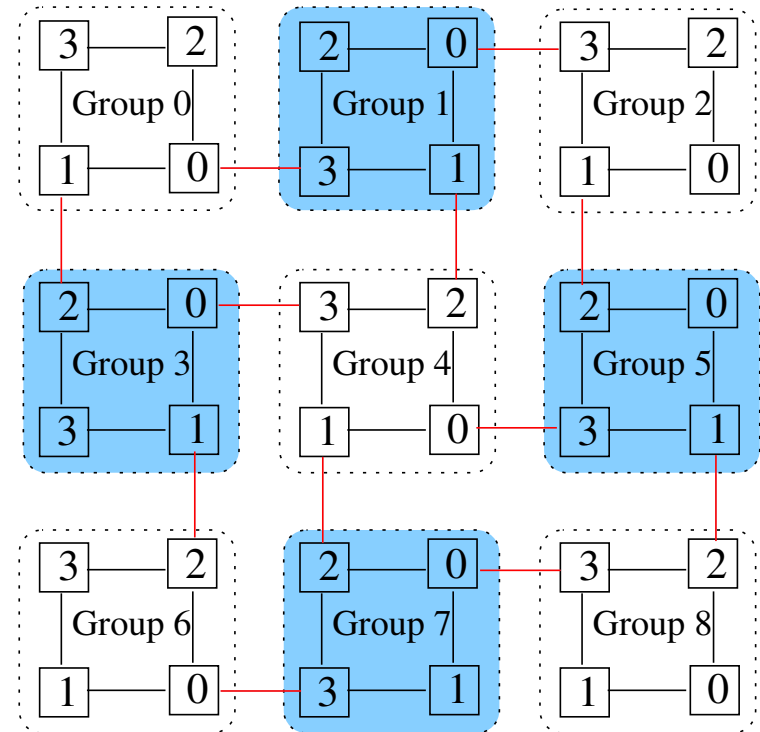 3 2 2 0 3 2
Group 0 Group 1 Group 2
1 0 3 1 1 0
2 0 3 2 2 0
Group 3 Group 4 Group 5
3 1 1 0 3 1
3 2 2 0 3 2
Group 6 Group 7 Group 8
1 0 3 1 1 0